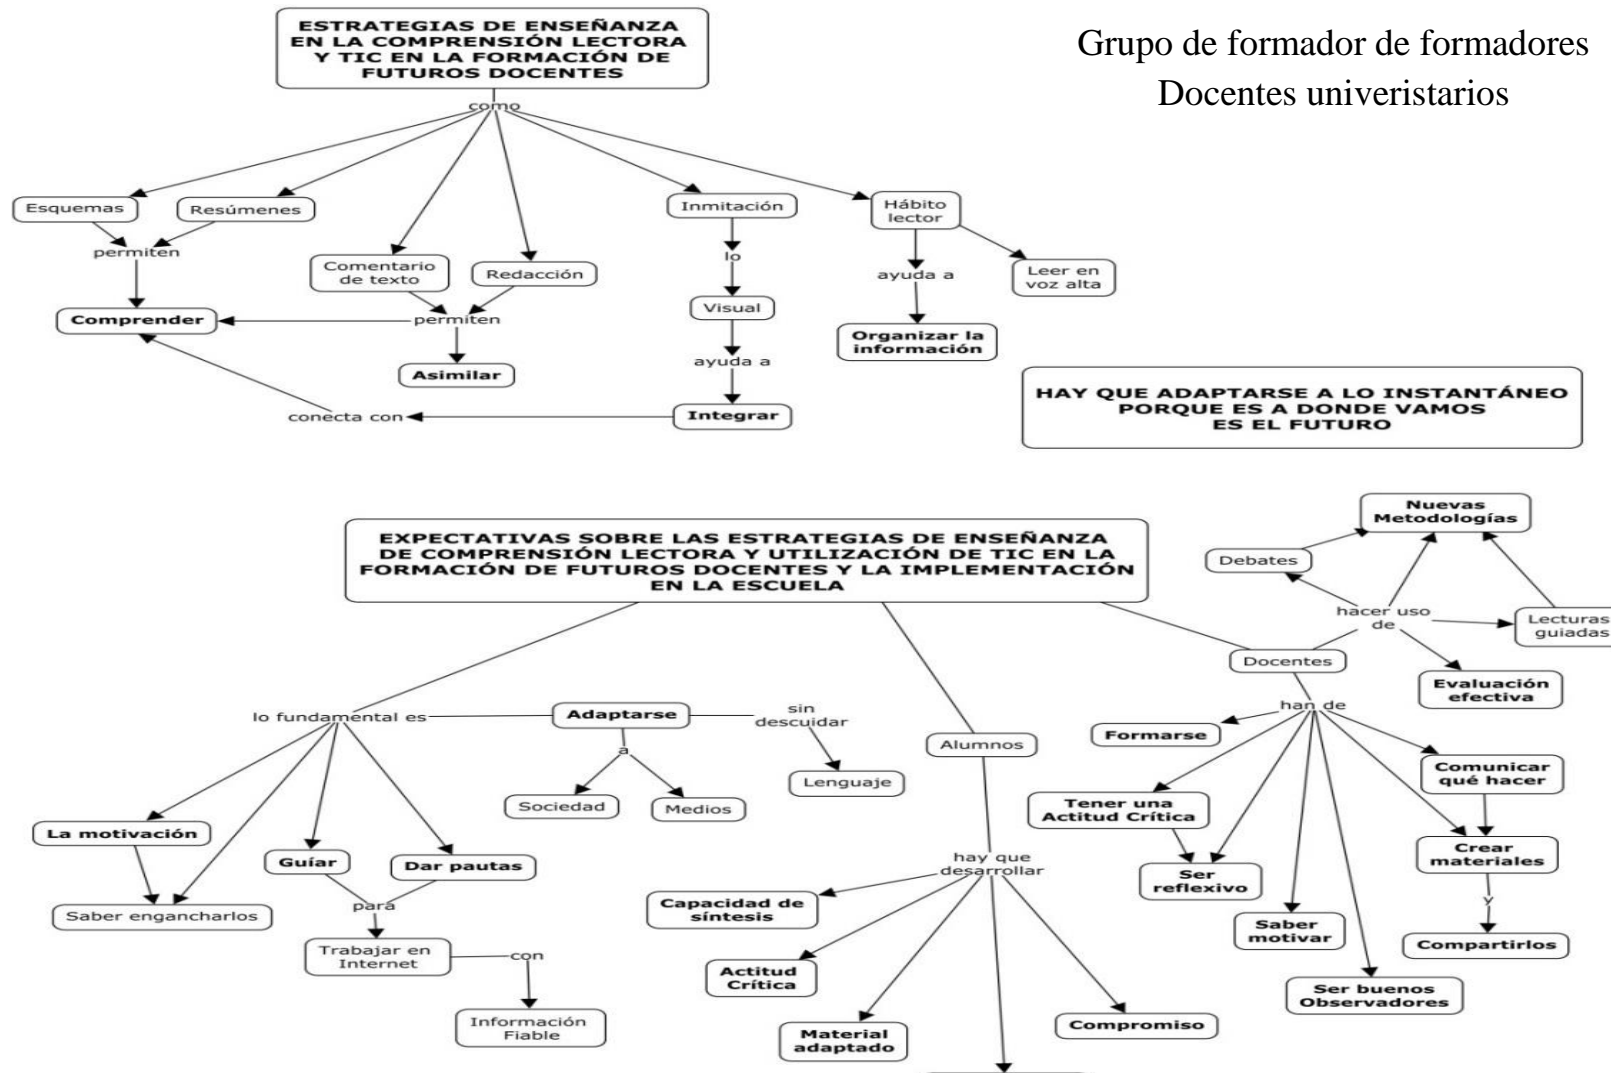 Grupo de formador de formadores
Docentes univeristarios
ESTRATEGIAS DE ENSEÑANZA
EN LA COMPRENSIÓN LECTORA
Y TIC EN LA FORMACIÓN DE
FUTUROS DOCENTES
como
Esquemas
Resúmenes
permiten
Comprender
Comentario
de texto
Redacción
permiten
Asimilar
Inmitación
lo
Visual
ayuda a
Integrar
conecta con
Hábito
lector
ayuda a
Organizar la
información
Leer en
voz alta
HAY QUE ADAPTARSE A LO INSTANTÁNEO
PORQUE ES A DONDE VAMOS
ES EL FUTURO
EXPECTATIVAS SOBRE LAS ESTRATEGIAS DE ENSEÑANZA
DE COMPRENSIÓN LECTORA Y UTILIZACIÓN DE TIC EN LA
FORMACIÓN DE FUTUROS DOCENTES Y LA IMPLEMENTACIÓN
EN LA ESCUELA
lo fundamental es
La motivación
Saber engancharlos
Guíar
Dar pautas
para
Trabajar en
Internet
con
Información
Fiable
Adaptarse
a
Sociedad
Medios
sin
descuidar
Lenguaje
Alumnos
hay que
desarrollar
Capacidad de
síntesis
Actitud
Crítica
Material
adaptado
Compromiso
Docentes
hacer uso
de
Debates
Nuevas
Metodologías
Lecturas
guiadas
Evaluación
efectiva
han de
Formarse
Tener una
Actitud Crítica
Ser
reflexivo
Saber
motivar
Ser buenos
Observadores
Comunicar
qué hacer
Crear
materiales
y
Compartirlos